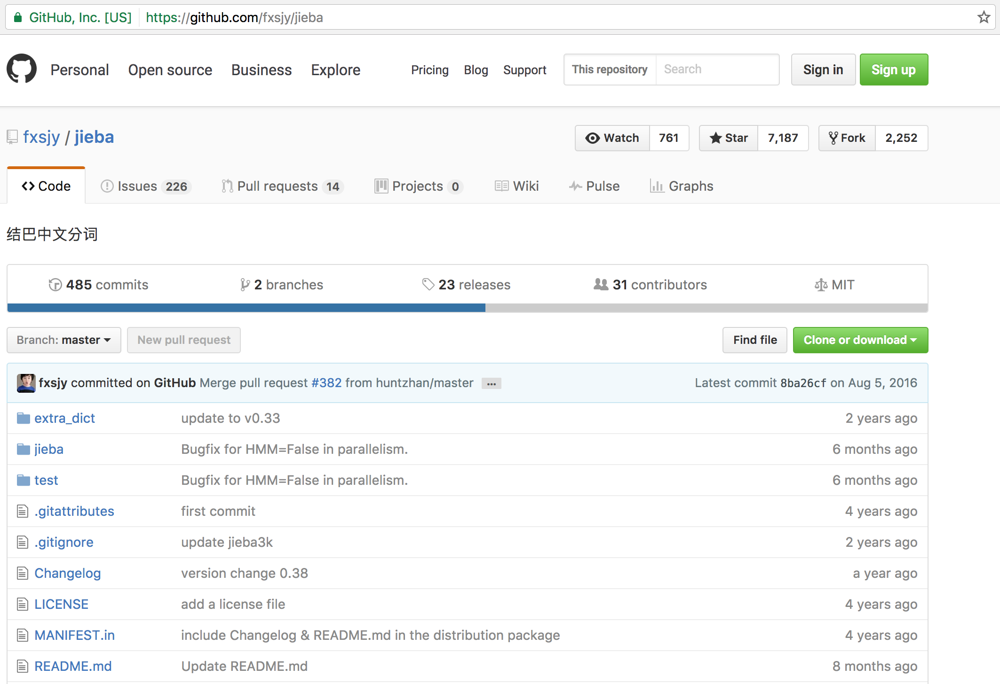 GitHub, Inc. [US] https://github.com/fxsjy/jieba
Personal Open source Business Explore Pricing Blog Support This repository Search Sign in Sign up
fxsjy / jieba Watch 761 Star 7,187 Fork 2,252
Code Issues 226 Pull requests 14 Projects 0 Wiki Pulse Graphs
结巴中文分词
485 commits 2 branches 23 releases 31 contributors MIT
Branch: master New pull request Find file Clone or download
fxsjy committed on GitHub Merge pull request #382 from huntzhan/master ... Latest commit 8ba26cf on Aug 5, 2016
extra_dict update to v0.33 2 years ago
jieba Bugfix for HMM=False in parallelism. 6 months ago
test Bugfix for HMM=False in parallelism. 6 months ago
.gitattributes first commit 4 years ago
.gitignore update jieba3k 2 years ago
Changelog version change 0.38 a year ago
LICENSE add a license file 4 years ago
MANIFEST.in include Changelog & README.md in the distribution package 4 years ago
README.md Update README.md 8 months ago